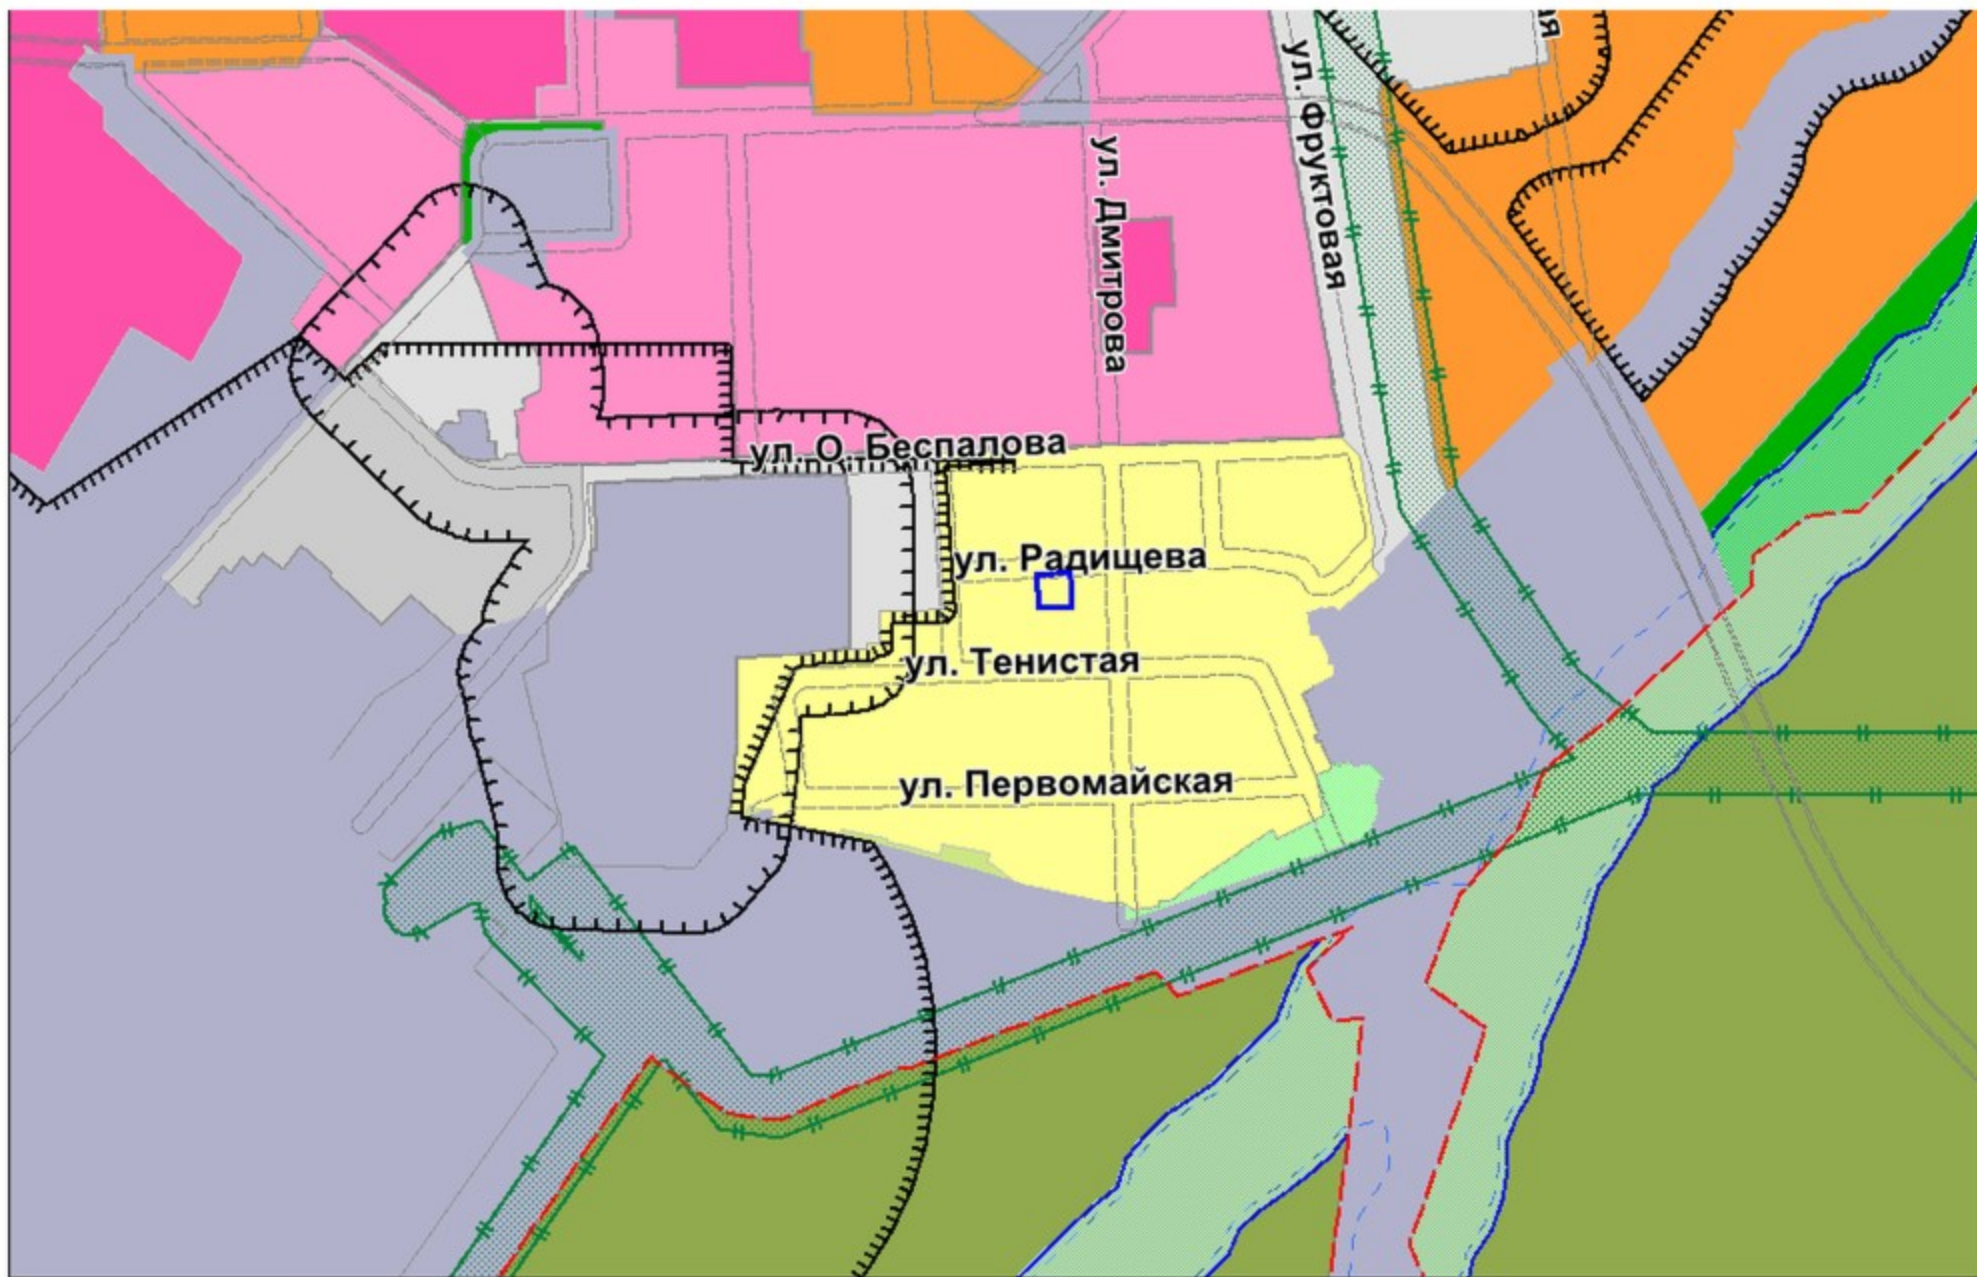 ул. Фруктовая
ул. Дмитрова
ул. О. Беспалова
ул. Радищева
ул. Тенистая
ул. Первомайская